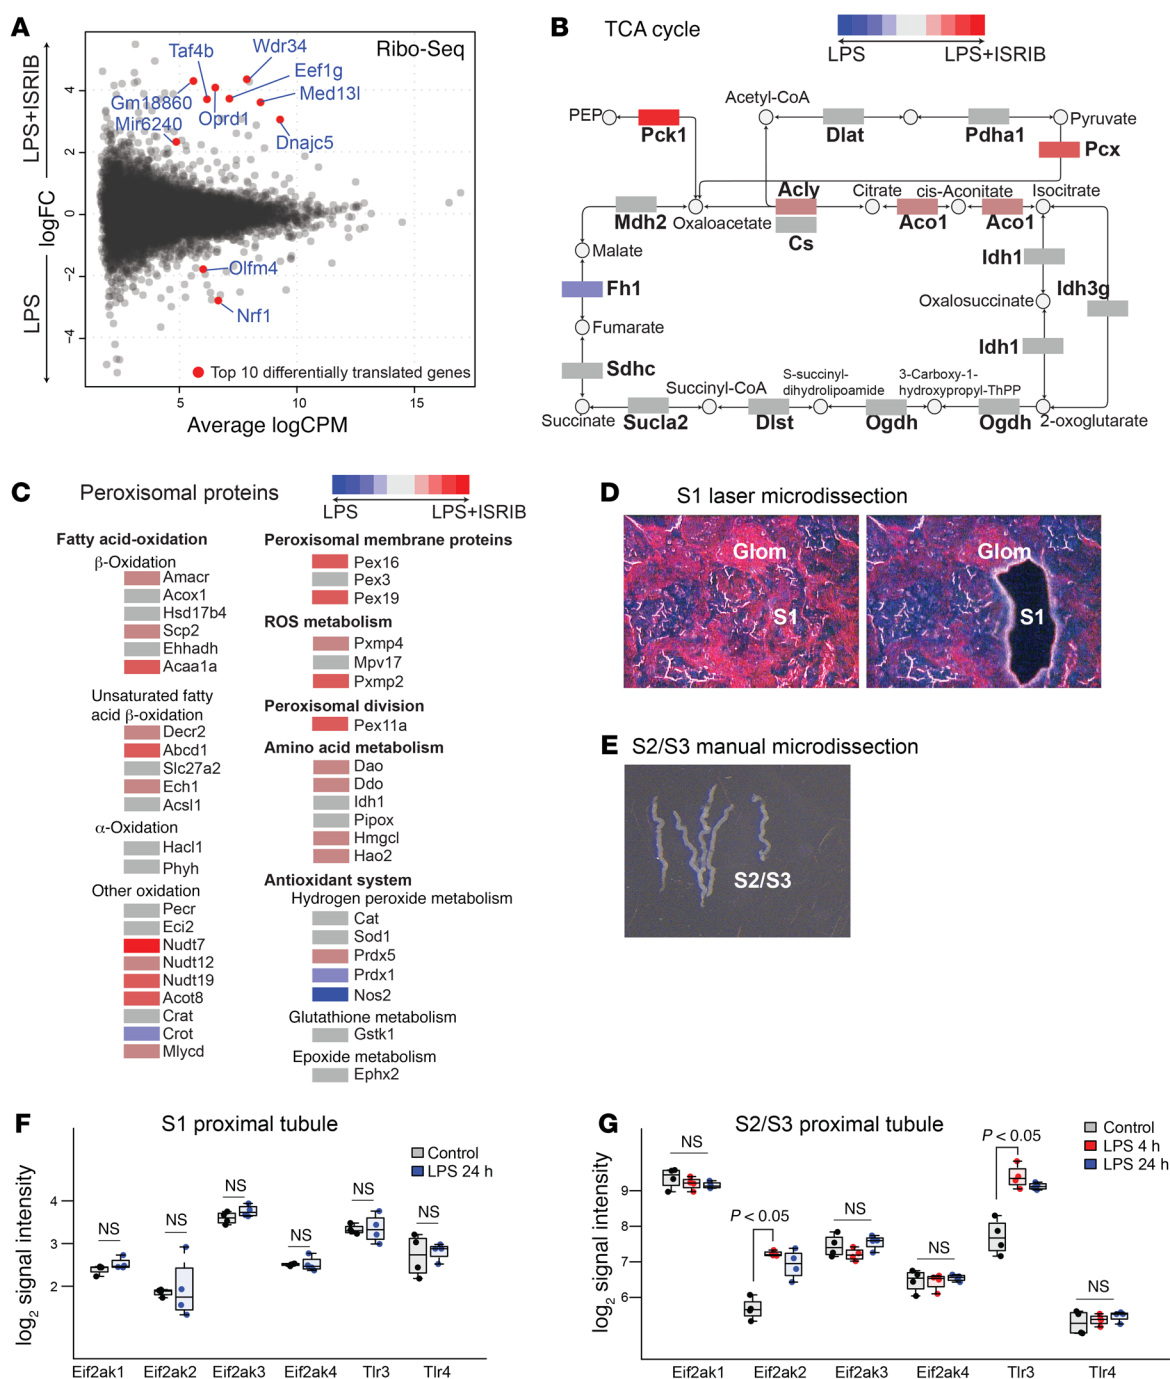 A
Ribo-Seq
LPS+ISRIB
logFC
LPS
4
2
0
−2
−4
Taf4b
Wdr34
Eef1g
Med13l
Gm18860
Oprd1
Mir6240
Dnajc5
Olfm4
Nrf1
Top 10 differentially translated genes
5
10
15
Average logCPM
B
TCA cycle
LPS
LPS+ISRIB
PEP
Pck1
Acetyl-CoA
Dlat
Pdha1
Pyruvate
Pcx
Mdh2
Oxaloacetate
Acly
Cs
Citrate
Aco1
cis-Aconitate
Aco1
Isocitrate
Malate
Idh1
Fh1
Oxalosuccinate
Idh3g
Fumarate
Idh1
Sdhc
Succinyl-CoA
S-succinyl-
dihydrolipoamide
3-Carboxy-1-
hydroxypropyl-ThPP
Succinate
Sucla2
Dlst
Ogdh
Ogdh
2-oxoglutarate
C
Peroxisomal proteins
LPS
LPS+ISRIB
Fatty acid-oxidation
β-Oxidation
Amacr
Acox1
Hsd17b4
Scp2
Ehhadh
Acaa1a
Unsaturated fatty
acid β-oxidation
Decr2
Abcd1
Slc27a2
Ech1
Acsl1
α-Oxidation
Hacl1
Phyh
Other oxidation
Pecr
Eci2
Nudt7
Nudt12
Nudt19
Acot8
Crat
Crot
Mlycd
Peroxisomal membrane proteins
Pex16
Pex3
Pex19
ROS metabolism
Pxmp4
Mpv17
Pxmp2
Peroxisomal division
Pex11a
Amino acid metabolism
Dao
Ddo
Idh1
Pipox
Hmgcl
Hao2
Antioxidant system
Hydrogen peroxide metabolism
Cat
Sod1
Prdx5
Prdx1
Nos2
Glutathione metabolism
Gstk1
Epoxide metabolism
Ephx2
D
S1 laser microdissection
Glom
S1
Glom
S1
E
S2/S3 manual microdissection
S2/S3
F
S1 proximal tubule
Control
LPS 24 h
log2 signal intensity
4
3
2
NS
NS
NS
NS
NS
NS
Eif2ak1
Eif2ak2
Eif2ak3
Eif2ak4
Tlr3
Tlr4
G
S2/S3 proximal tubule
Control
LPS 4 h
LPS 24 h
log2 signal intensity
9
8
7
6
NS
P < 0.05
NS
NS
P < 0.05
NS
Eif2ak1
Eif2ak2
Eif2ak3
Eif2ak4
Tlr3
Tlr4